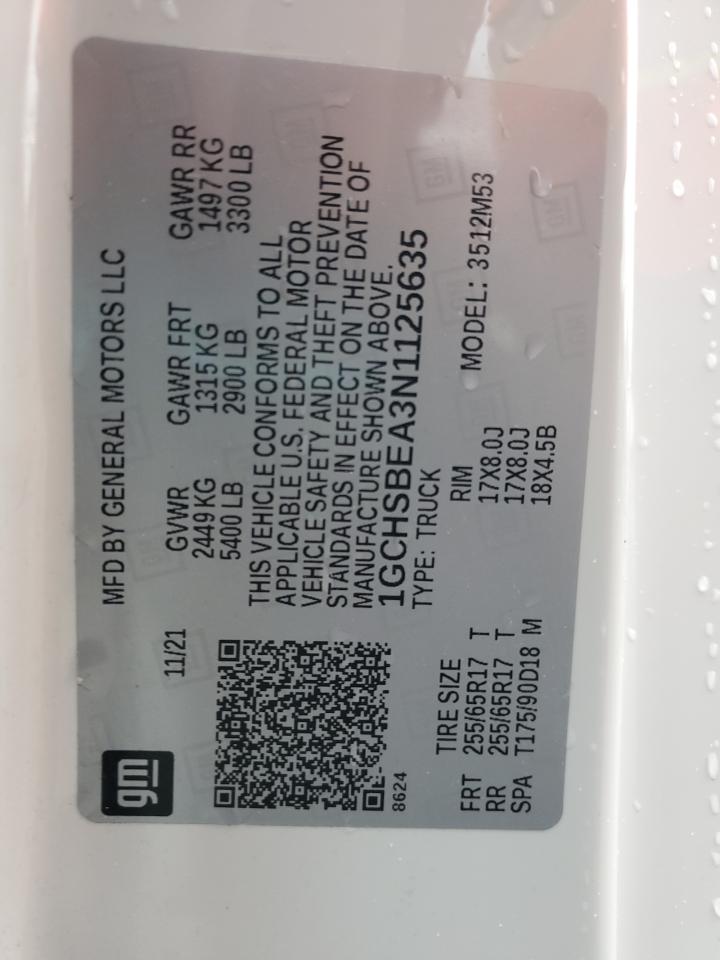 gm
MFD BY GENERAL MOTORS LLC
11/21
GVWR GAWR FRT GAWR RR
2449 KG 1315 KG 1497 KG
5400 LB 2900 LB 3300 LB
THIS VEHICLE CONFORMS TO ALL
APPLICABLE U.S. FEDERAL MOTOR
VEHICLE SAFETY AND THEFT PREVENTION
STANDARDS IN EFFECT ON THE DATE OF
MANUFACTURE SHOWN ABOVE.
1GCHSBEA3N1125635
8624
TYPE: TRUCK
TIRE SIZE RIM MODEL: 3512M53
FRT 255/65R17 T 17X8.0J
RR 255/65R17 T 17X8.0J
SPA T175/90D18 M 18X4.5B